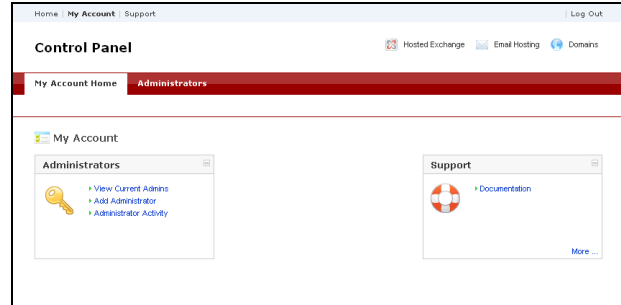 Home | My Account | Support | Log Out
Control Panel Hosted Exchange Email Hosting Domains
My Account Home Administrators
My Account
Administrators
View Current Admins
Add Administrator
Administrator Activity
Support
Documentation
More ...